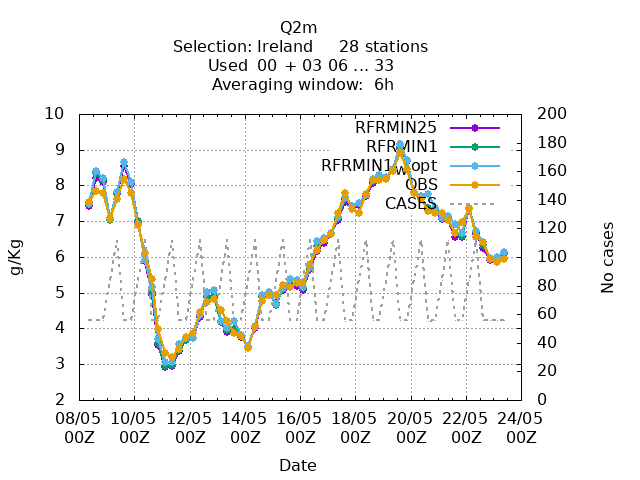 Q2m
Selection: Ireland 28 stations
Used 00 + 03 06 ... 33
Averaging window: 6h
10 200
RFRMIN25
180
9 RFRMIN1
160
RFRMIN1wopt
8 OBS 140
CASES
7 120
g/Kg 6 100 No cases
5 80
60
4
40
3
20
2 0
08/05 10/05 12/05 14/05 16/05 18/05 20/05 22/05 24/05
00Z 00Z 00Z 00Z 00Z 00Z 00Z 00Z 00Z
Date